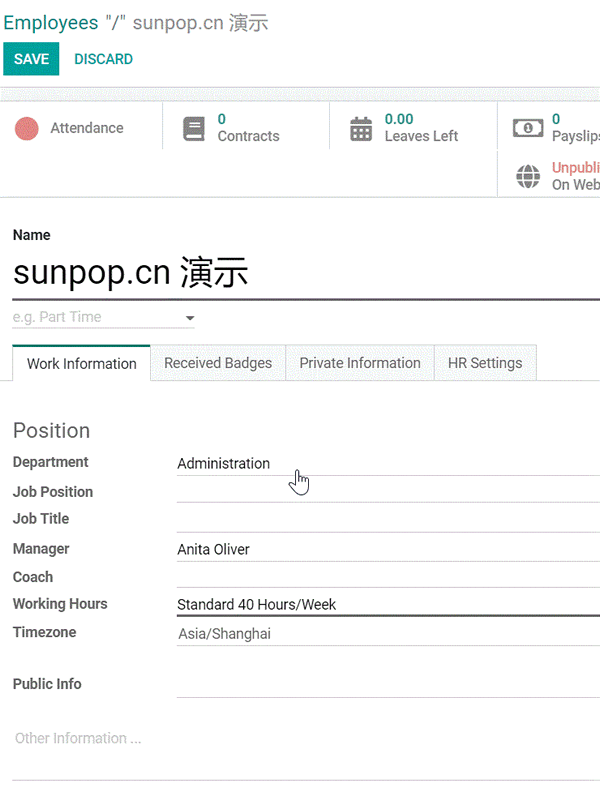 Employees "/" sunpop.cn 演示
SAVE DISCARD
Attendance
0
Contracts
0.00
Leaves Left
0
Payslips
Unpubli
On Web
Name
sunpop.cn 演示
e.g. Part Time
Work Information Received Badges Private Information HR Settings
Position
Department Administration
Job Position
Job Title
Manager Anita Oliver
Coach
Working Hours Standard 40 Hours/Week
Timezone Asia/Shanghai
Public Info
Other Information ...